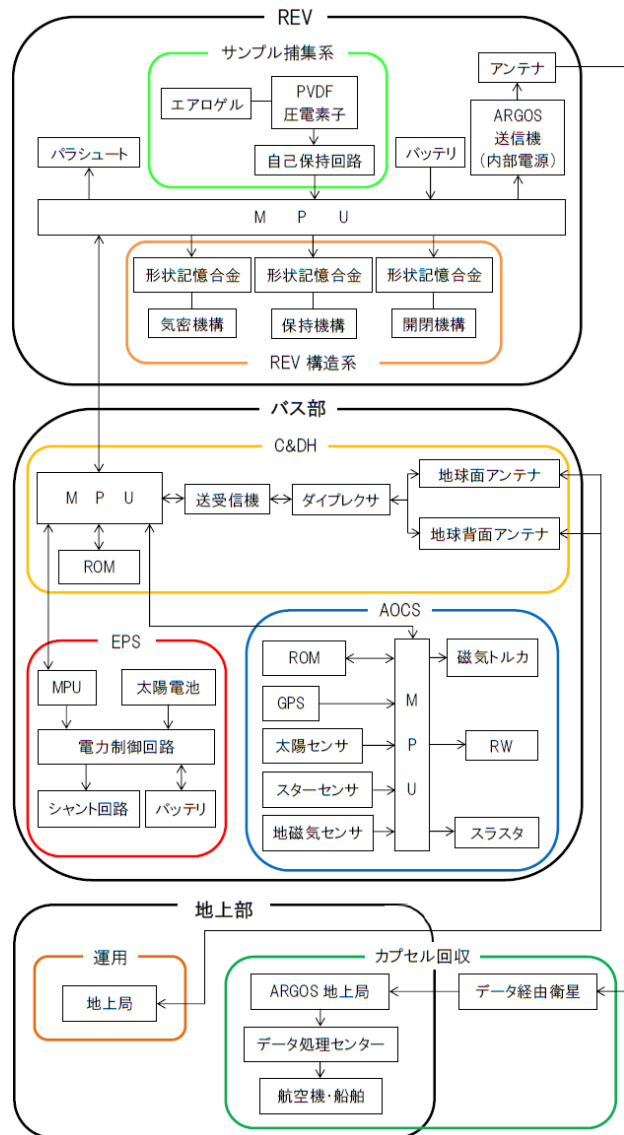 REV
サンプル捕集系
アンテナ
エアロゲル
PVDF
圧電素子
ARGOS
送信機
(内部電源)
パラシュート
自己保持回路
バッテリ
M P U
形状記憶合金
形状記憶合金
形状記憶合金
気密機構
保持機構
開閉機構
REV 構造系
バス部
C&DH
M P U
送受信機
ダイプレクサ
地球面アンテナ
地球背面アンテナ
ROM
AOCS
EPS
ROM
磁気トルカ
MPU
太陽電池
GPS
M
P
U
電力制御回路
太陽センサ
RW
スターセンサ
シャント回路
バッテリ
地磁気センサ
スラスタ
地上部
運用
カプセル回収
地上局
ARGOS 地上局
データ経由衛星
データ処理センター
航空機・船舶